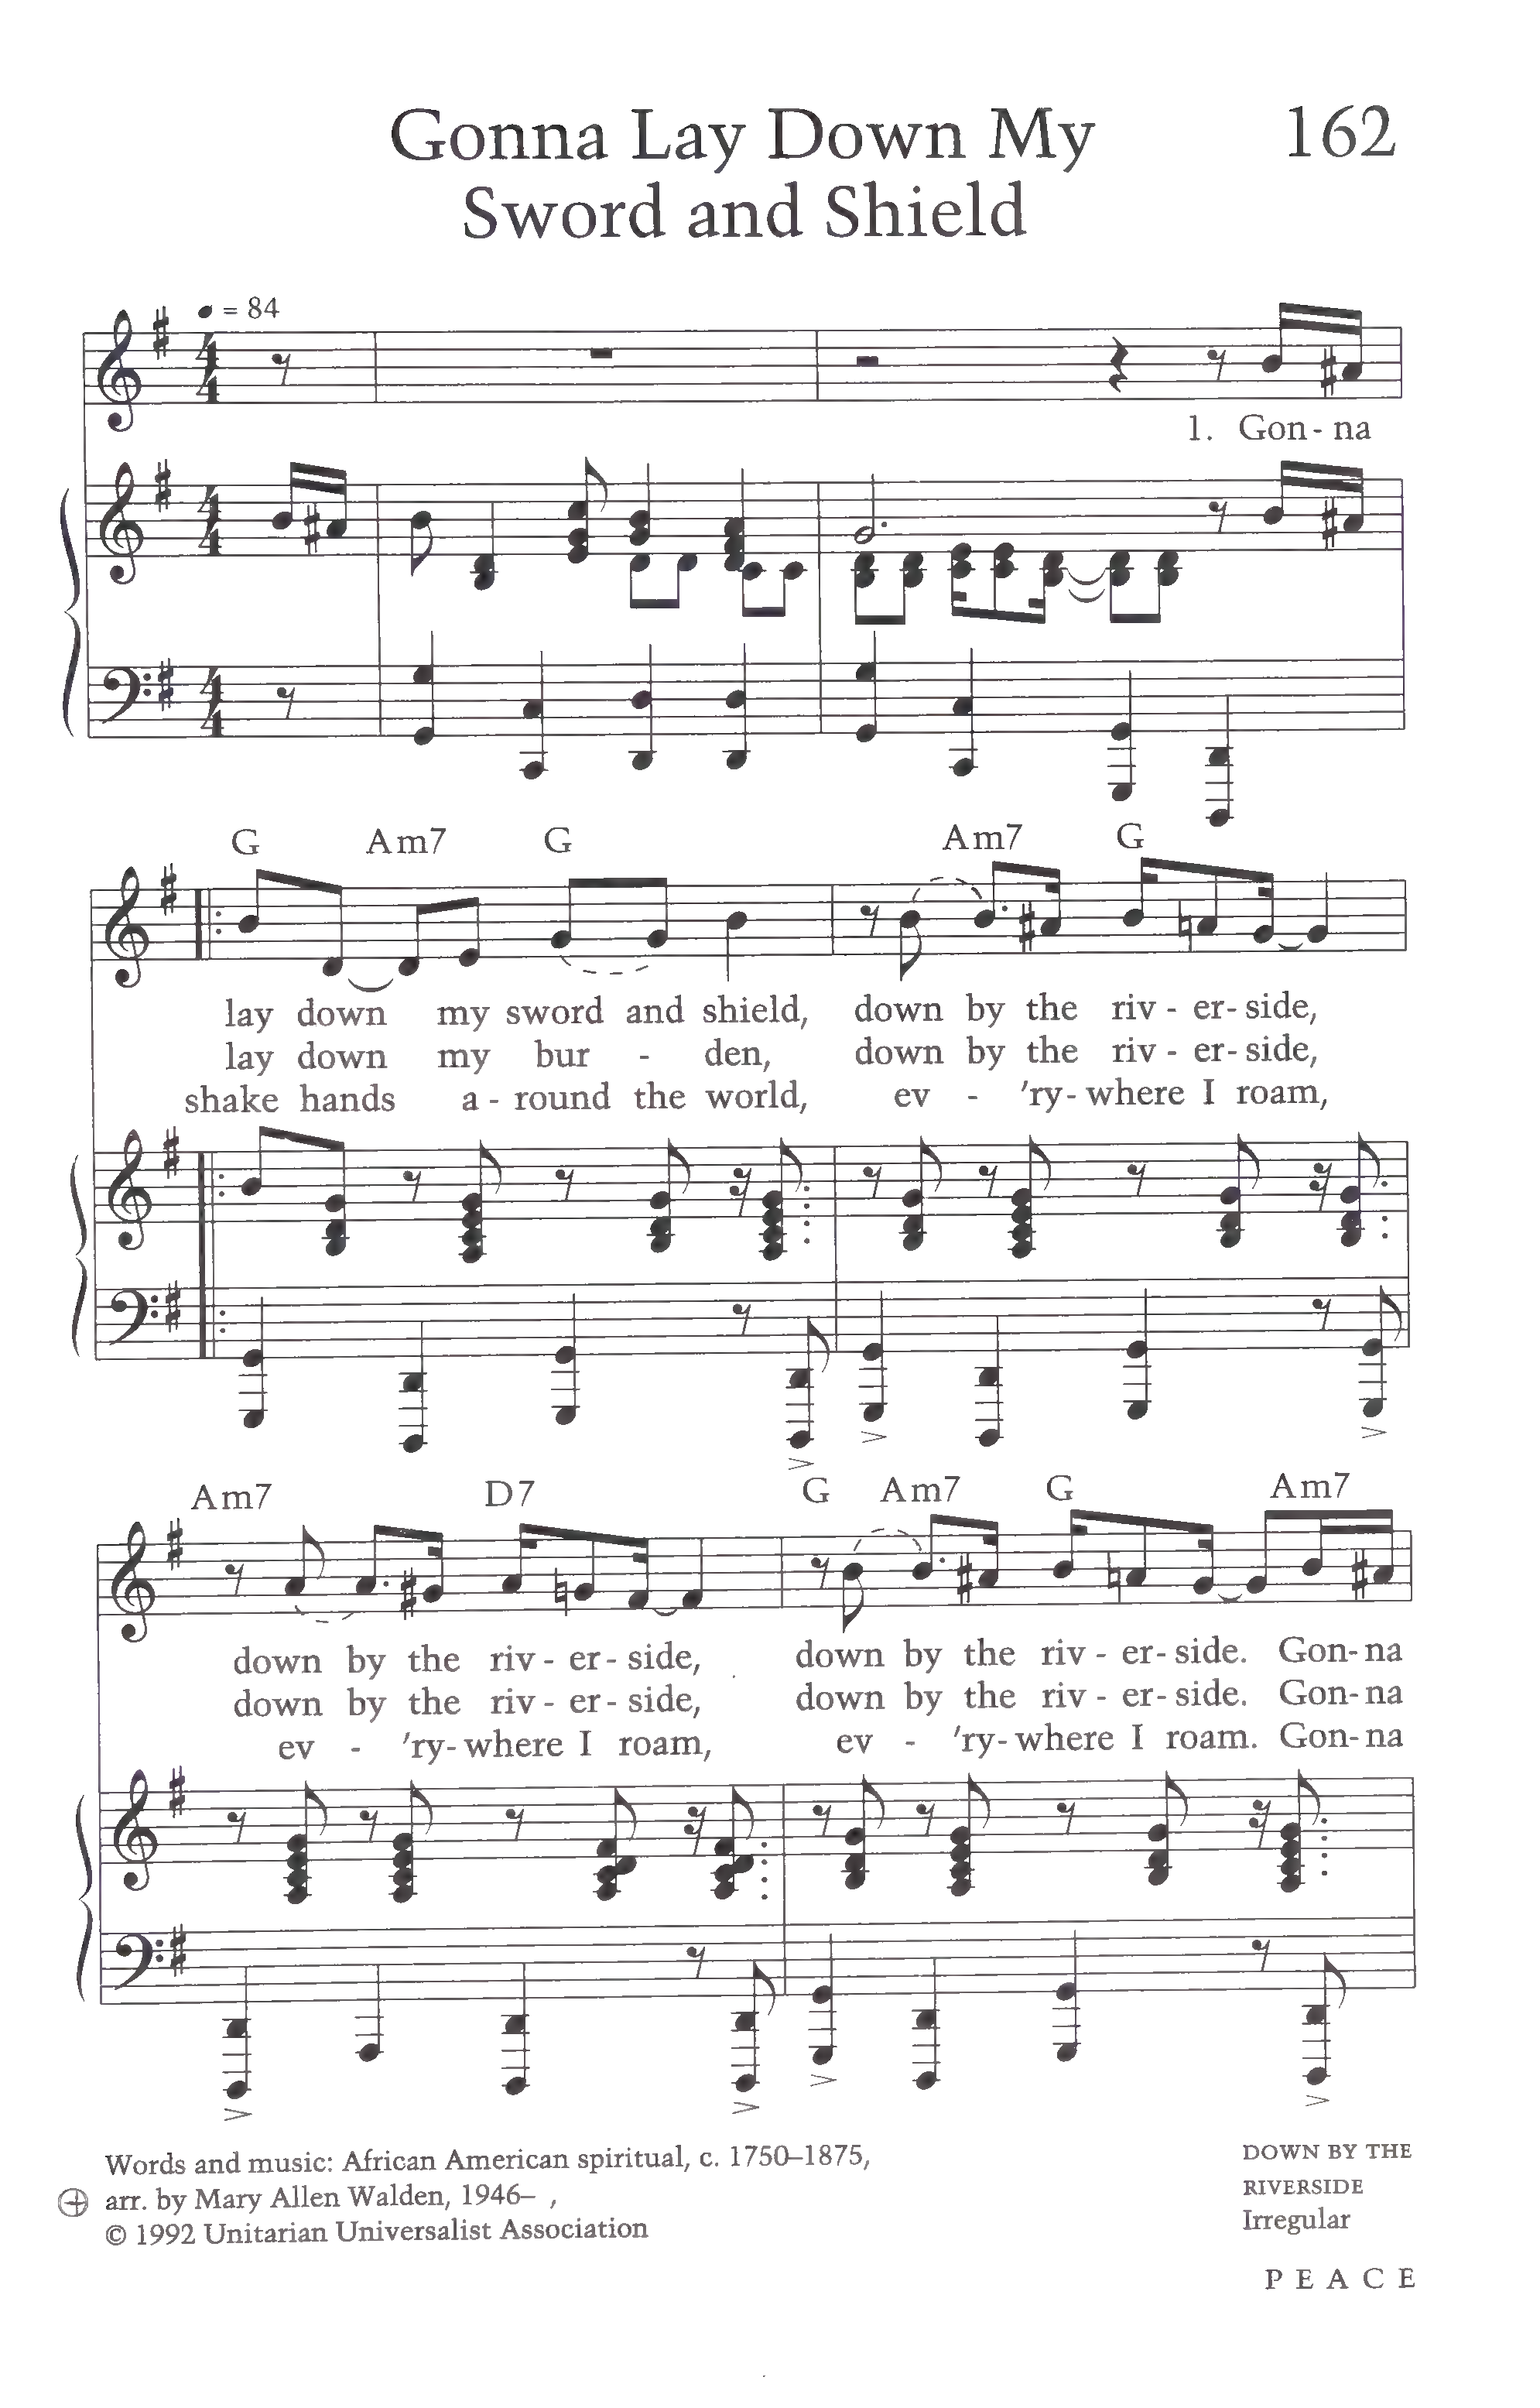 Gonna Lay Down My
162
Sword and Shield
= 84
1. Gon- na
G Am7 G Am7 G
lay down my sword and shield, down by the riv - er- side,
lay down my bur - den, down by the riv - er- side,
shake hands a - round the world, ev - 'ry- where I roam,
Am7 D7 G Am7 G Am7
down by the riv - er- side, down by the riv - er- side. Gon- na
down by the riv - er- side, down by the riv - er- side. Gon- na
ev - 'ry- where I roam, ev - 'ry- where I roam. Gon- na
Words and music: African American spiritual, c. 1750–1875,
arr. by Mary Allen Walden, 1946– ,
© 1992 Unitarian Universalist Association
DOWN BY THE
RIVERSIDE
Irregular
PEACE